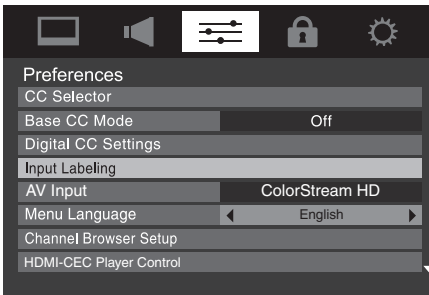 Preferences
CC Selector
Base CC Mode Off
Digital CC Settings
Input Labeling
AV Input ColorStream HD
Menu Language English
Channel Browser Setup
HDMI-CEC Player Control